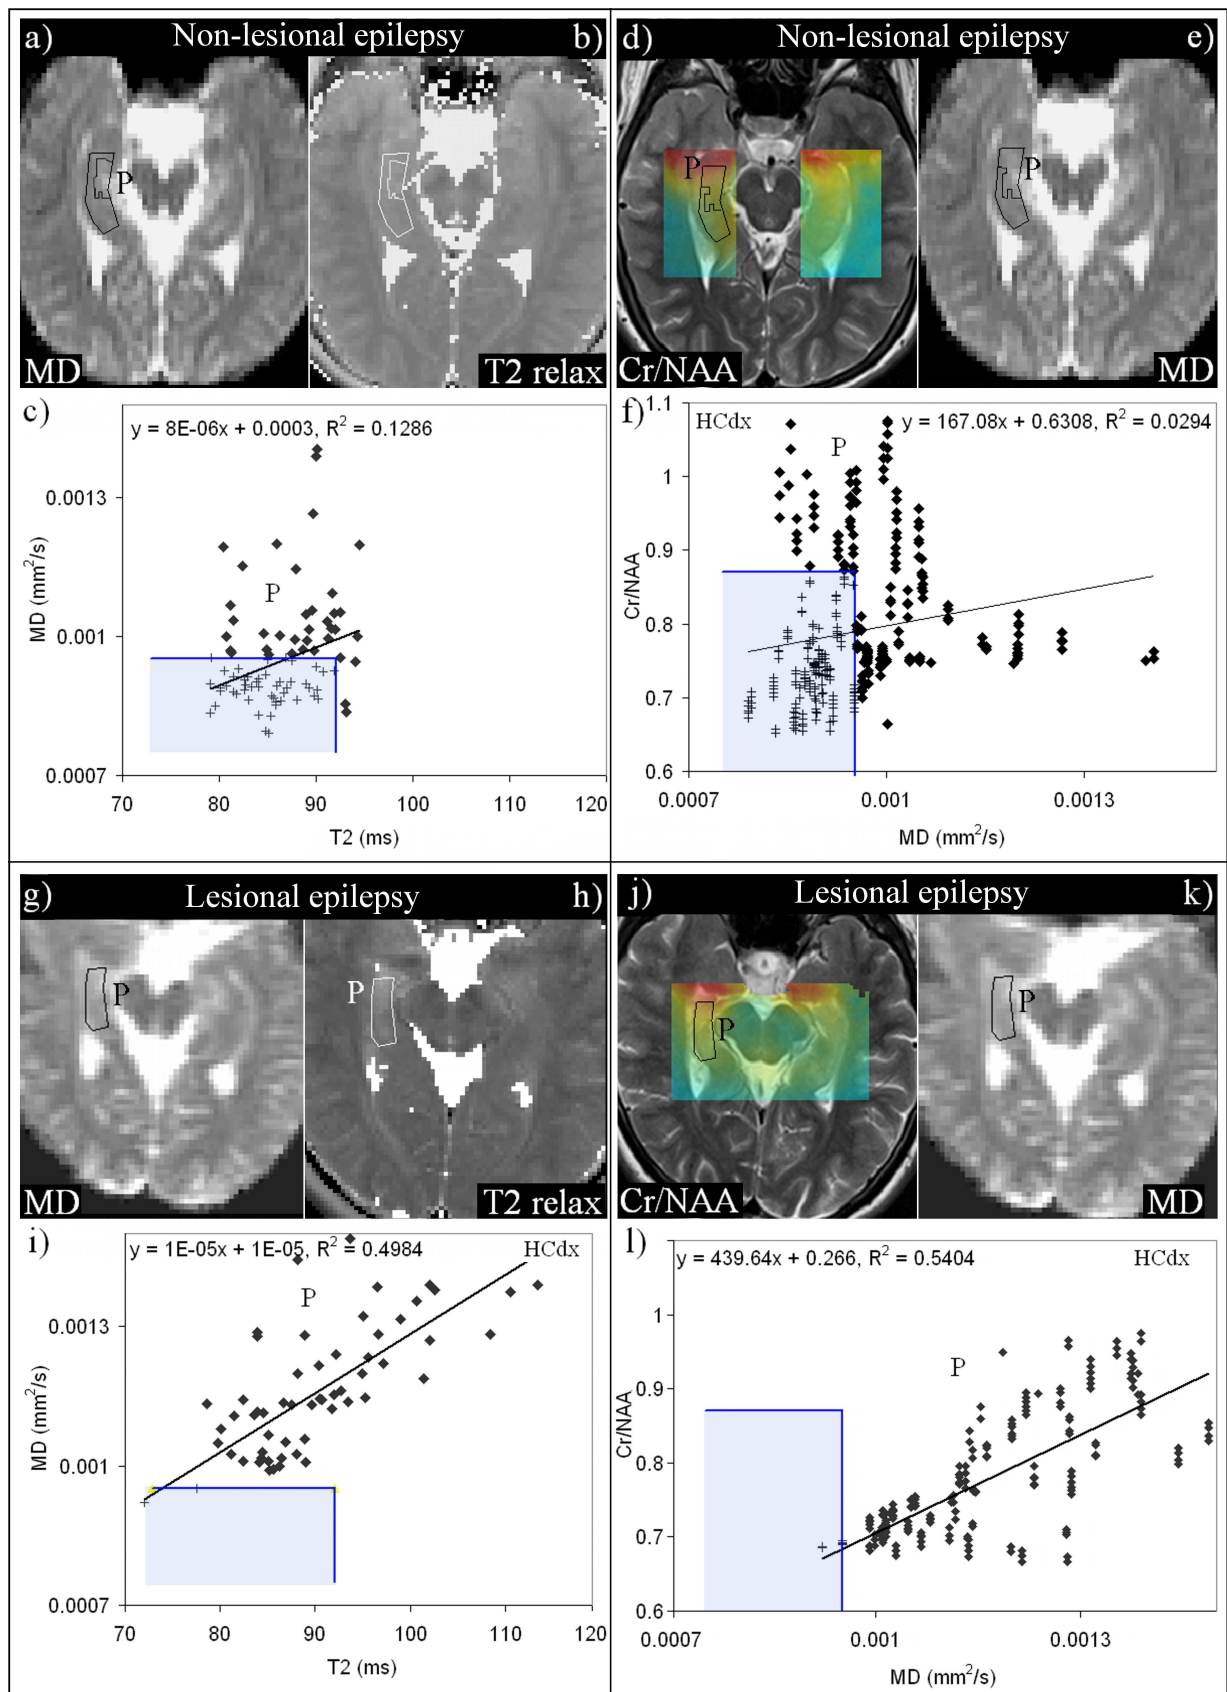 a) Non-lesional epilepsy b)
P
MD
T2 relax
d) Non-lesional epilepsy e)
P
P
Cr/NAA
MD
c)
y = 8E-06x + 0.0003, R² = 0.1286
0.0013
0.001
0.0007
MD (mm²/s)
P
70 80 90 100 110 120
T2 (ms)
f)
HCdx
y = 167.08x + 0.6308, R² = 0.0294
1.1
1
0.9
0.8
0.7
0.6
Cr/NAA
P
0.0007 0.001 0.0013
MD (mm²/s)
g) Lesional epilepsy h)
P
P
MD
T2 relax
j) Lesional epilepsy k)
P
P
Cr/NAA
MD
i)
y = 1E-05x + 1E-05, R² = 0.4984
HCdx
0.0013
0.001
0.0007
MD (mm²/s)
P
70 80 90 100 110 120
T2 (ms)
l)
y = 439.64x + 0.266, R² = 0.5404
HCdx
1
0.9
0.8
0.7
0.6
Cr/NAA
P
0.0007 0.001 0.0013
MD (mm²/s)